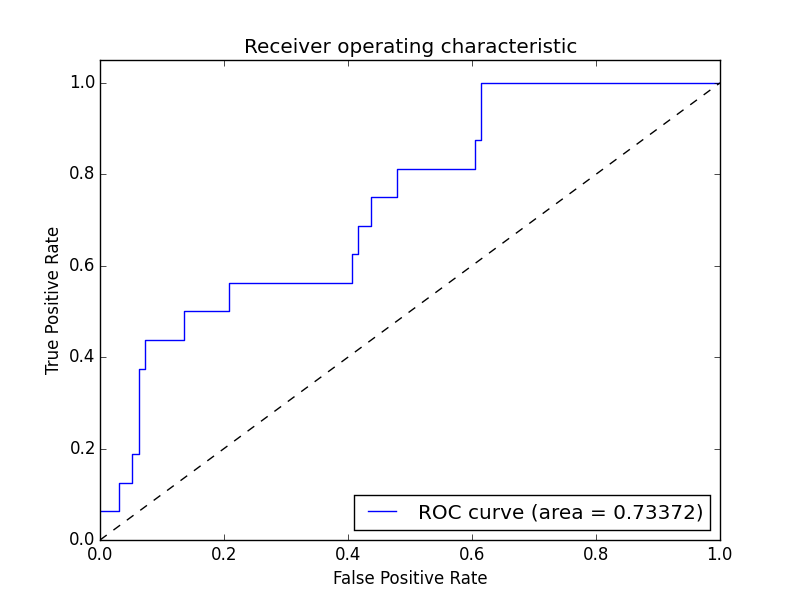 Receiver operating characteristic
1.0
0.8
0.6
0.4
0.2
0.0
True Positive Rate
ROC curve (area = 0.73372)
0.0 0.2 0.4 0.6 0.8 1.0
False Positive Rate